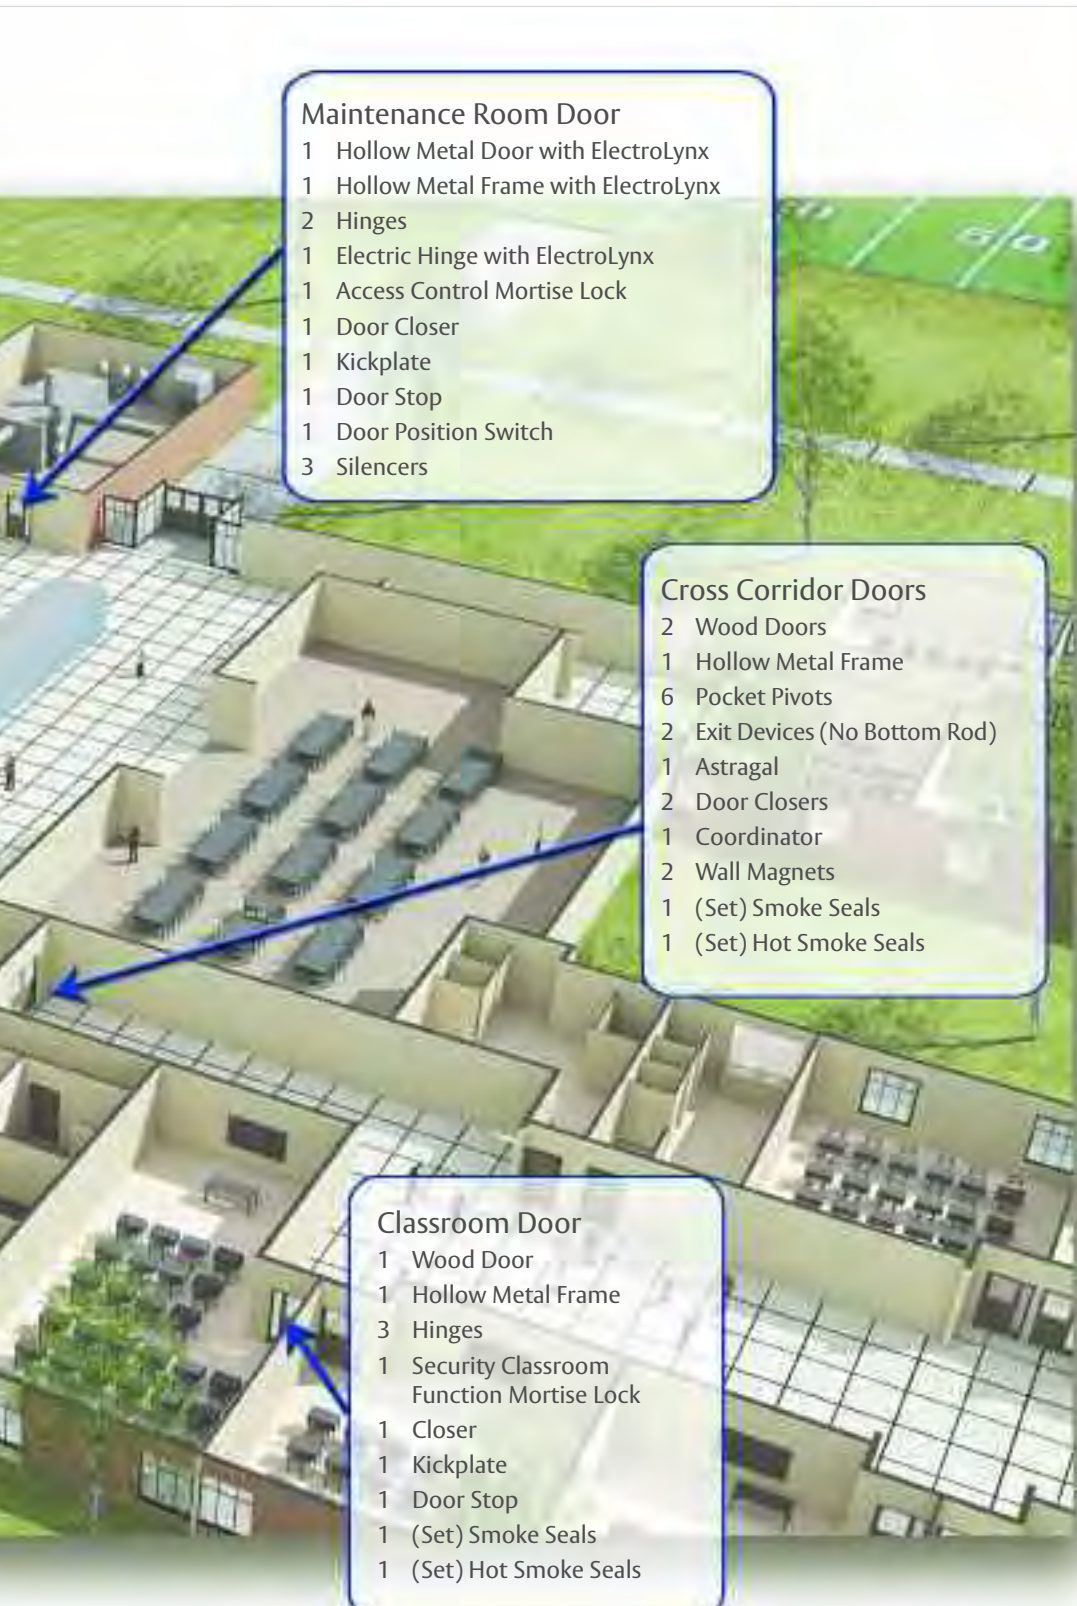 Maintenance Room Door
1 Hollow Metal Door with ElectroLynx
1 Hollow Metal Frame with ElectroLynx
2 Hinges
1 Electric Hinge with ElectroLynx
1 Access Control Mortise Lock
1 Door Closer
1 Kickplate
1 Door Stop
1 Door Position Switch
3 Silencers
50
Cross Corridor Doors
2 Wood Doors
1 Hollow Metal Frame
6 Pocket Pivots
2 Exit Devices (No Bottom Rod)
1 Astragal
2 Door Closers
1 Coordinator
2 Wall Magnets
1 (Set) Smoke Seals
1 (Set) Hot Smoke Seals
Classroom Door
1 Wood Door
1 Hollow Metal Frame
3 Hinges
1 Security Classroom
Function Mortise Lock
1 Closer
1 Kickplate
1 Door Stop
1 (Set) Smoke Seals
1 (Set) Hot Smoke Seals